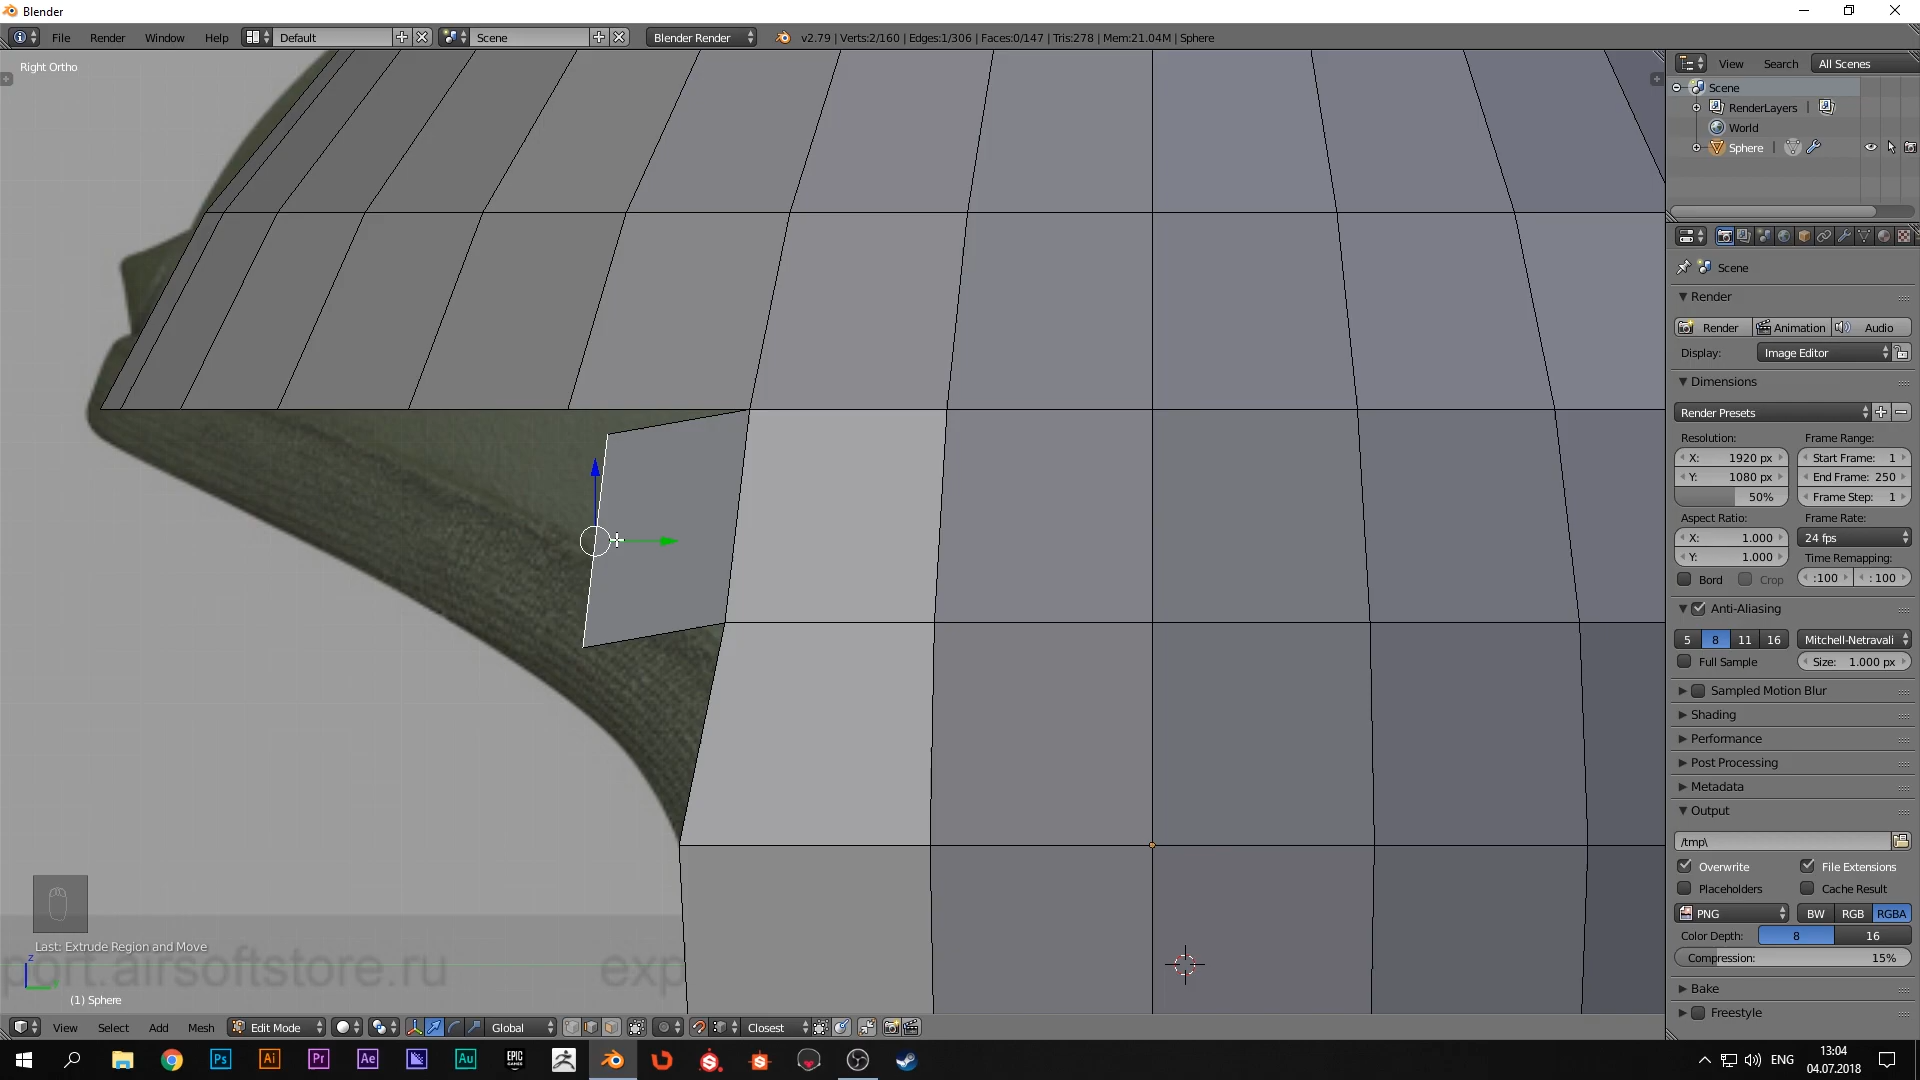 Blender
File Render Window Help Default Scene Blender Render v2.79 | Verts:2/160 | Edges:1/306 | Faces:0/147 | Tris:278 | Mem:21.04M | Sphere
Right Ortho
View Search All Scenes
Scene
RenderLayers |
World
Sphere |
Scene
Render
Render Animation Audio
Display: Image Editor
Dimensions
Render Presets
Resolution: Frame Range:
X: 1920 px Start Frame: 1
Y: 1080 px End Frame: 250
50% Frame Step: 1
Aspect Ratio: Frame Rate:
X: 1.000 24 fps
Y: 1.000 Time Remapping:
Bord Crop :100 : 100
Anti-Aliasing
5 8 11 16 Mitchell-Netravali
Full Sample Size: 1.000 px
Sampled Motion Blur
Shading
Performance
Post Processing
Metadata
Output
/tmp\
Overwrite File Extensions
Placeholders Cache Result
PNG BW RGB RGBA
Color Depth: 8 16
Compression: 15%
Bake
Freestyle
Last: Extrude Region and Move
port.airsoftstore.ru exp
z
(1) Sphere
View Select Add Mesh Edit Mode Global Closest
Ps Ai Pr Ae Au EPIC GAMES ENG
13:04
04.07.2018